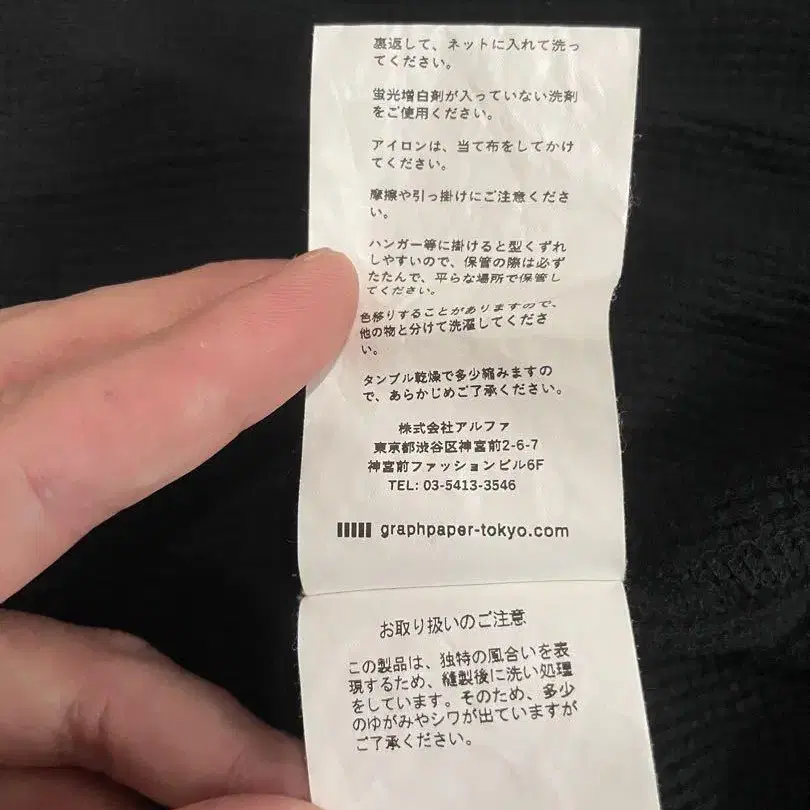 裏返して、ネットに入れて洗っ
てください。
蛍光増白剤が入っていない洗剤
をご使用ください。
アイロンは、当て布をしてかけ
てください。
摩擦や引っ掛けにご注意くださ
い。
ハンガー等に掛けると型くずれ
しやすいので、保管の際は必ず
たたんで、平らな場所で保管し
てください。
色移りすることがありますので、
他の物と分けて洗濯してくださ
い。
タンブル乾燥で多少縮みますの
で、あらかじめご了承ください。
株式会社アルファ
東京都渋谷区神宮前2-6-7
神宮前ファッションビル6F
TEL: 03-5413-3546
graphpaper-tokyo.com
お取り扱いのご注意
この製品は、独特の風合いを表
現するため、縫製後に洗い処理
をしています。そのため、多少
のゆがみやシワが出ていますが
ご了承ください。